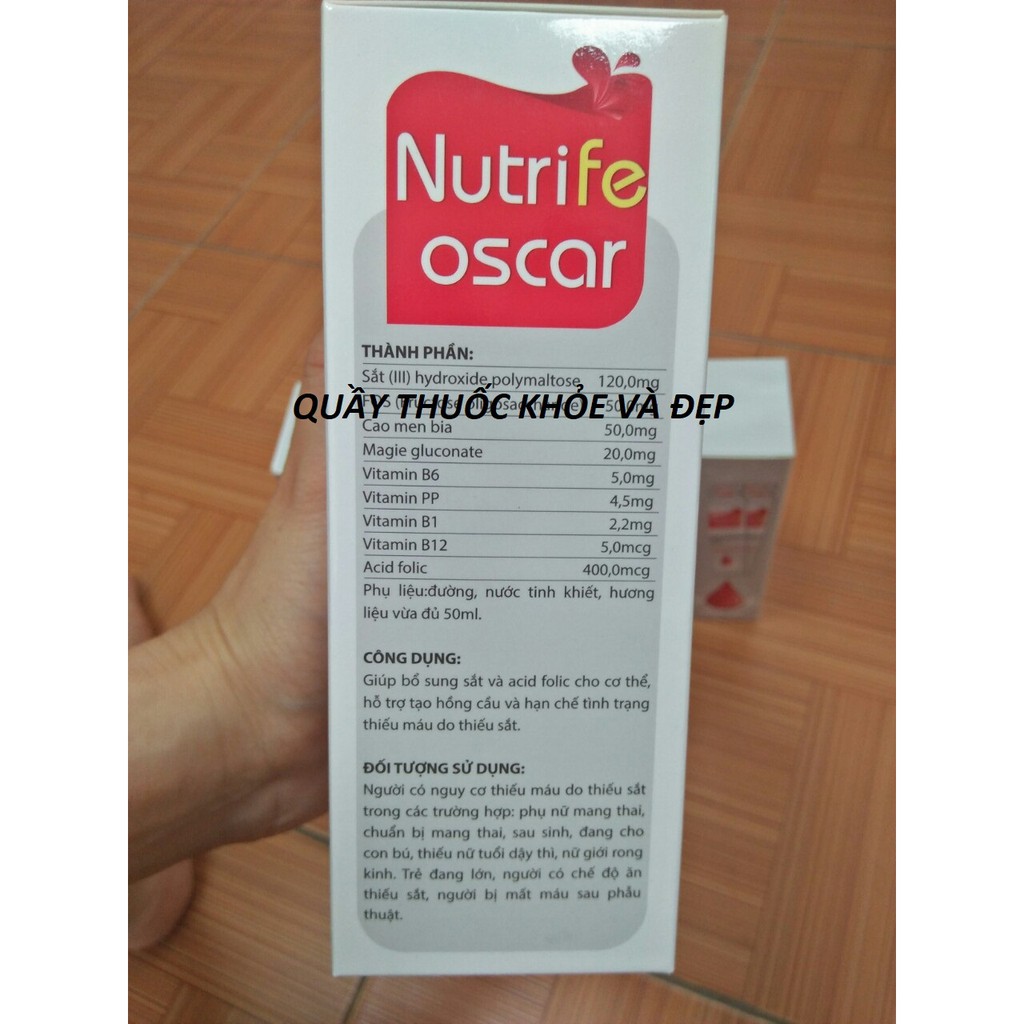 Nutrife
oscar
THÀNH PHẦN:
Sắt (III) hydroxide polymaltose 120,0mg
QUẦY THUỐC KHỎE VÀ ĐẸP
Cao men bia 50,0mg
Magie gluconate 20,0mg
Vitamin B6 5,0mg
Vitamin PP 4,5mg
Vitamin B1 2,2mg
Vitamin B12 5,0mcg
Acid folic 400,0mcg
Phụ liệu:đường, nước tinh khiết, hương
liệu vừa đủ 50ml.
CÔNG DỤNG:
Giúp bổ sung sắt và acid folic cho cơ thể,
hỗ trợ tạo hồng cầu và hạn chế tình trạng
thiếu máu do thiếu sắt.
ĐỐI TƯỢNG SỬ DỤNG:
Người có nguy cơ thiếu máu do thiếu sắt
trong các trường hợp: phụ nữ mang thai,
chuẩn bị mang thai, sau sinh, đang cho
con bú, thiếu nữ tuổi dậy thì, nữ giới rong
kinh. Trẻ đang lớn, người có chế độ ăn
thiếu sắt, người bị mất máu sau phẫu
thuật.